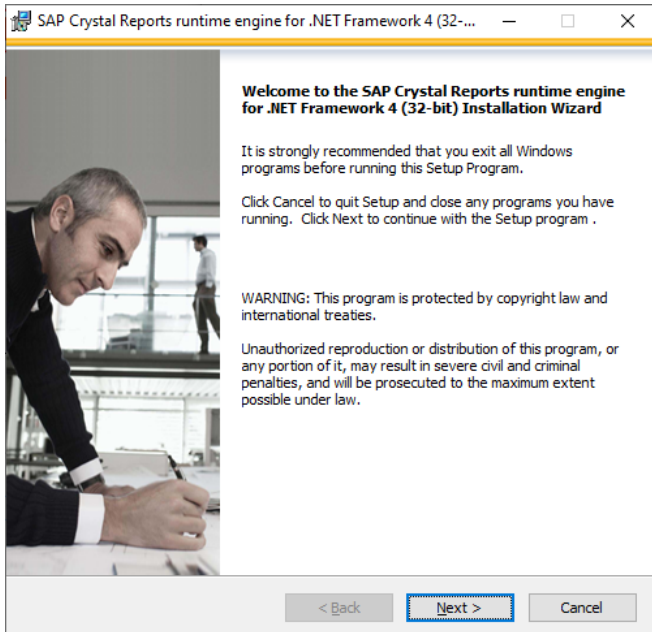 SAP Crystal Reports runtime engine for .NET Framework 4 (32-...
Welcome to the SAP Crystal Reports runtime engine
for .NET Framework 4 (32-bit) Installation Wizard
It is strongly recommended that you exit all Windows
programs before running this Setup Program.
Click Cancel to quit Setup and close any programs you have
running.  Click Next to continue with the Setup program .
WARNING: This program is protected by copyright law and
international treaties.
Unauthorized reproduction or distribution of this program, or
any portion of it, may result in severe civil and criminal
penalties, and will be prosecuted to the maximum extent
possible under law.
< Back Next > Cancel